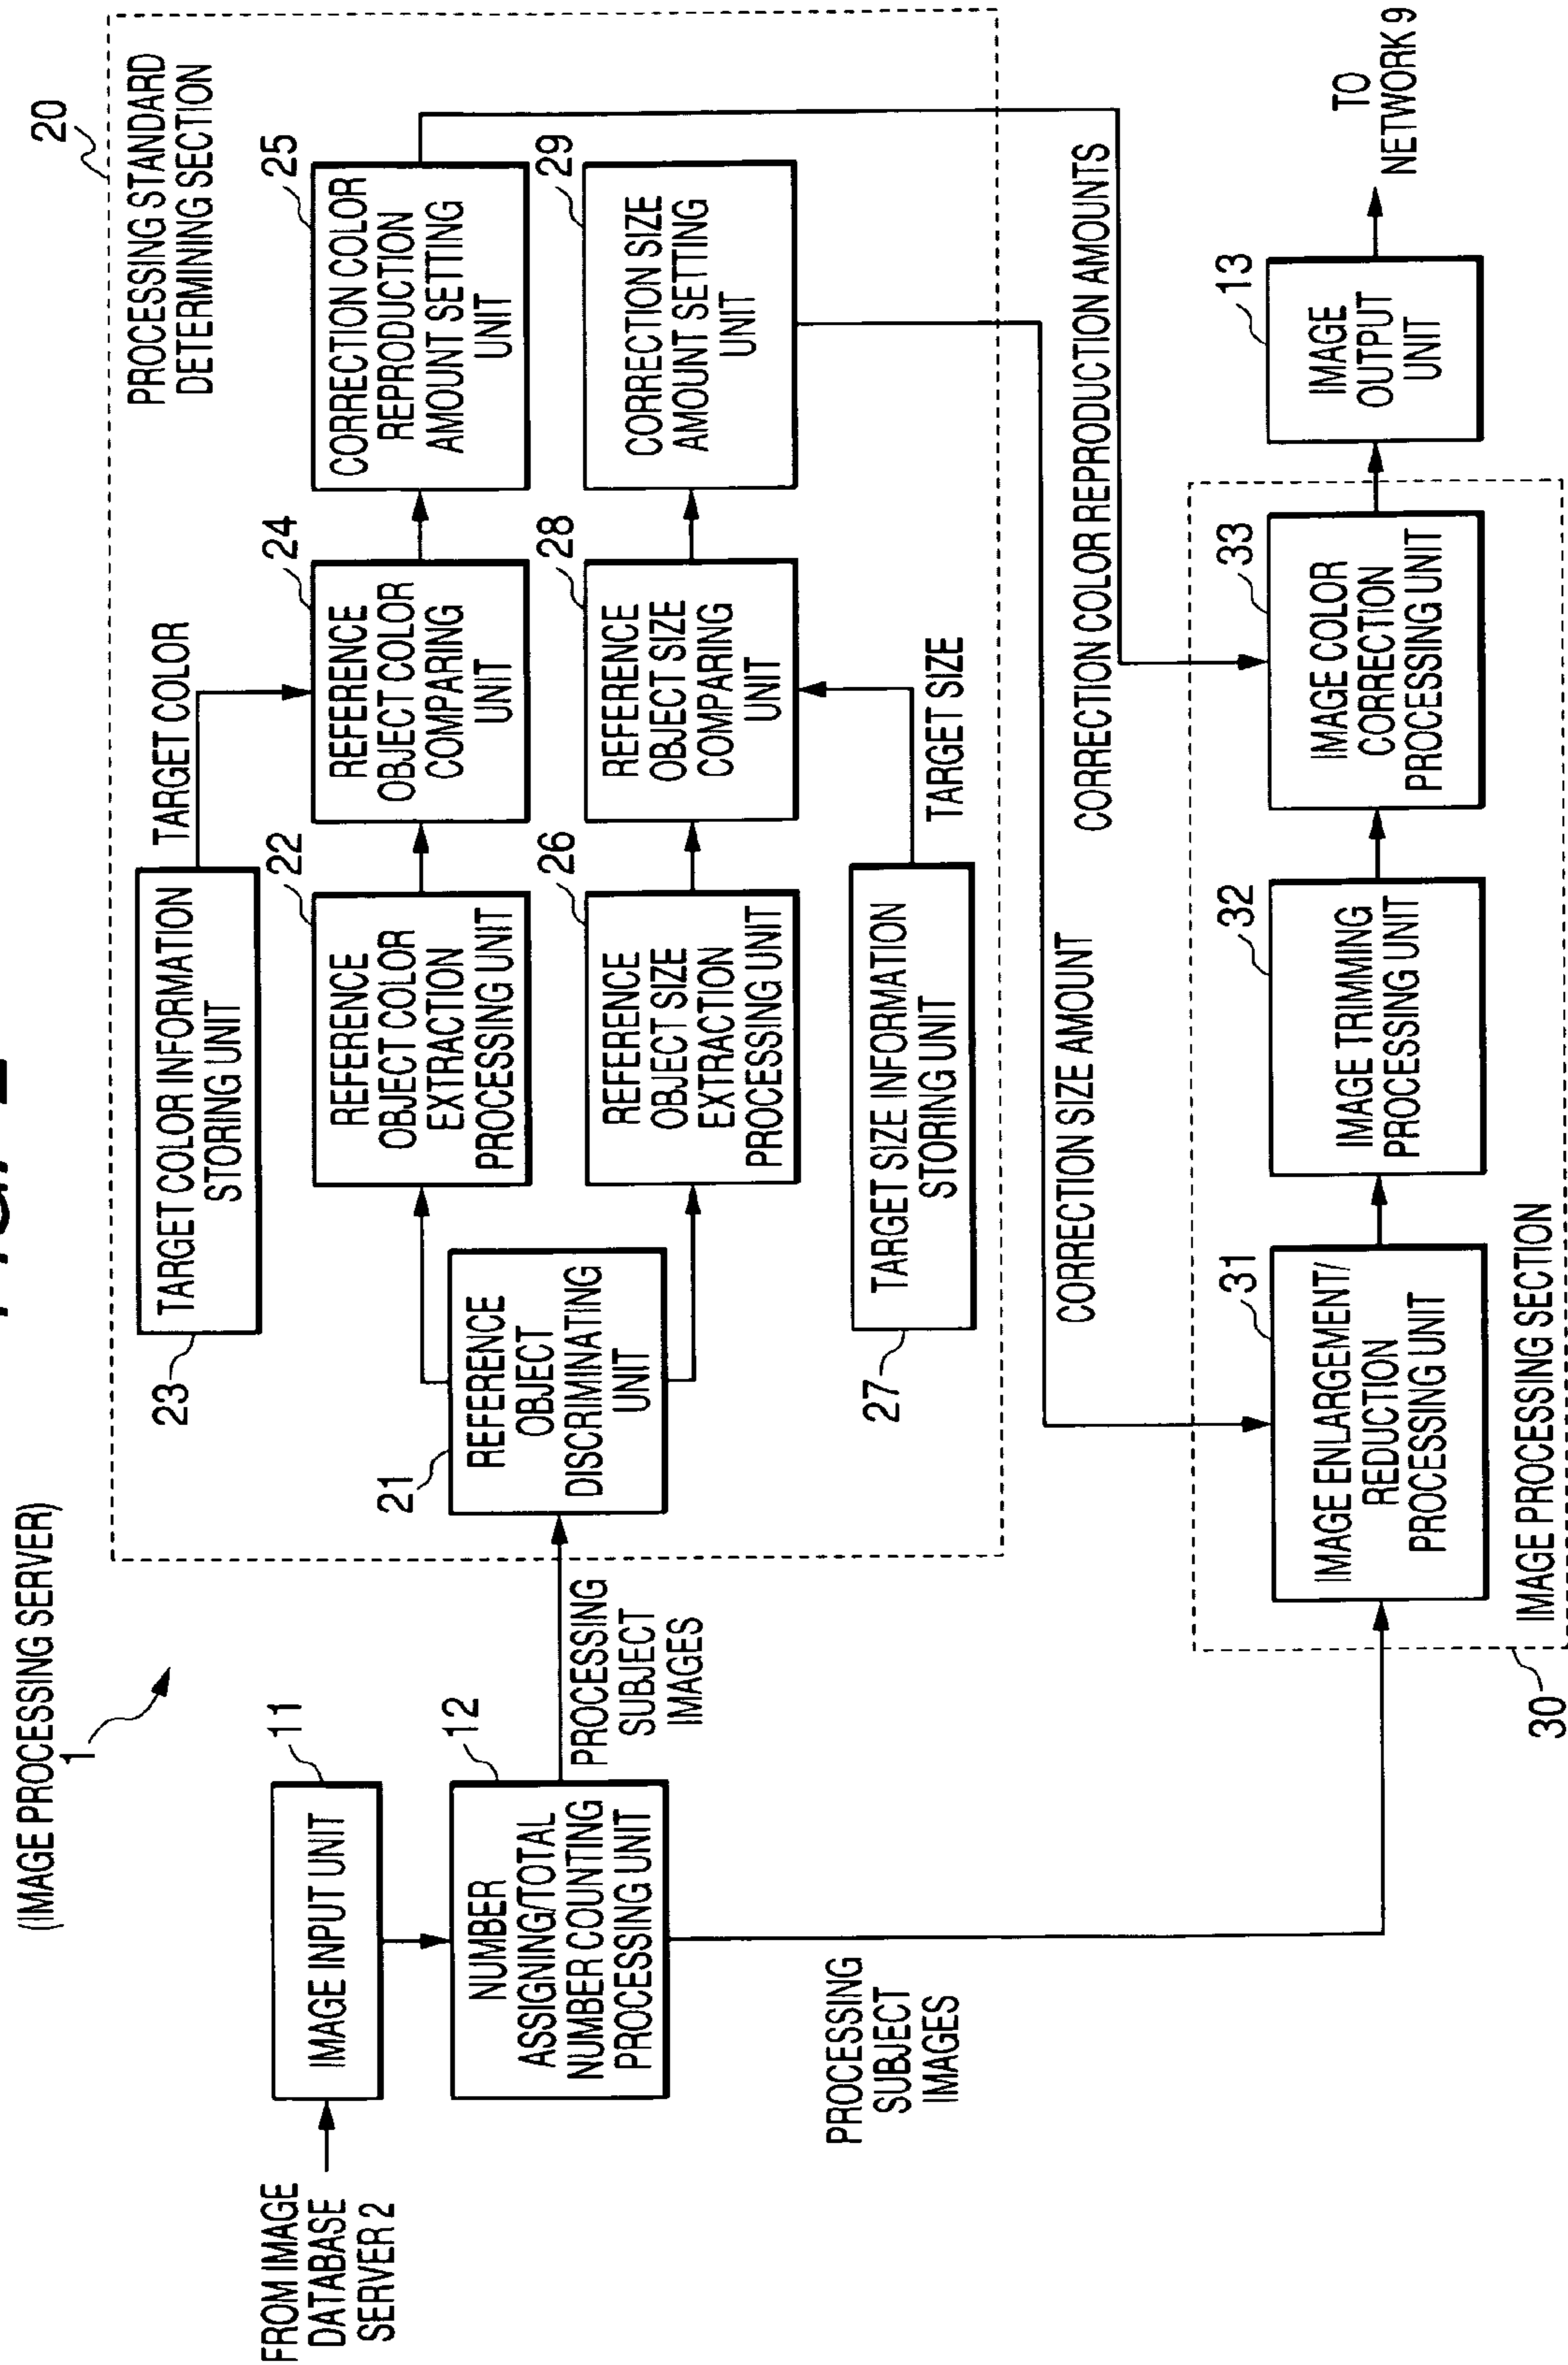 (IMAGE PROCESSING SERVER)
1
FROM IMAGE
DATABASE
SERVER 2
11
IMAGE INPUT UNIT
12
NUMBER
ASSIGNING/TOTAL
NUMBER COUNTING
PROCESSING UNIT
PROCESSING
SUBJECT
IMAGES
PROCESSING
SUBJECT
IMAGES
20
PROCESSING STANDARD
DETERMINING SECTION
21
REFERENCE
OBJECT
DISCRIMINATING
UNIT
23
TARGET COLOR INFORMATION
STORING UNIT
TARGET COLOR
22
REFERENCE
OBJECT COLOR
EXTRACTION
PROCESSING UNIT
24
REFERENCE
OBJECT COLOR
COMPARING
UNIT
25
CORRECTION COLOR
REPRODUCTION
AMOUNT SETTING
UNIT
26
REFERENCE
OBJECT SIZE
EXTRACTION
PROCESSING UNIT
28
REFERENCE
OBJECT SIZE
COMPARING
UNIT
29
CORRECTION SIZE
AMOUNT SETTING
UNIT
27
TARGET SIZE INFORMATION
STORING UNIT
TARGET SIZE
CORRECTION SIZE AMOUNT
CORRECTION COLOR REPRODUCTION AMOUNTS
30
IMAGE PROCESSING SECTION
31
IMAGE ENLARGEMENT/
REDUCTION
PROCESSING UNIT
32
IMAGE TRIMMING
PROCESSING UNIT
33
IMAGE COLOR
CORRECTION
PROCESSING UNIT
13
IMAGE
OUTPUT
UNIT
TO
NETWORK 9